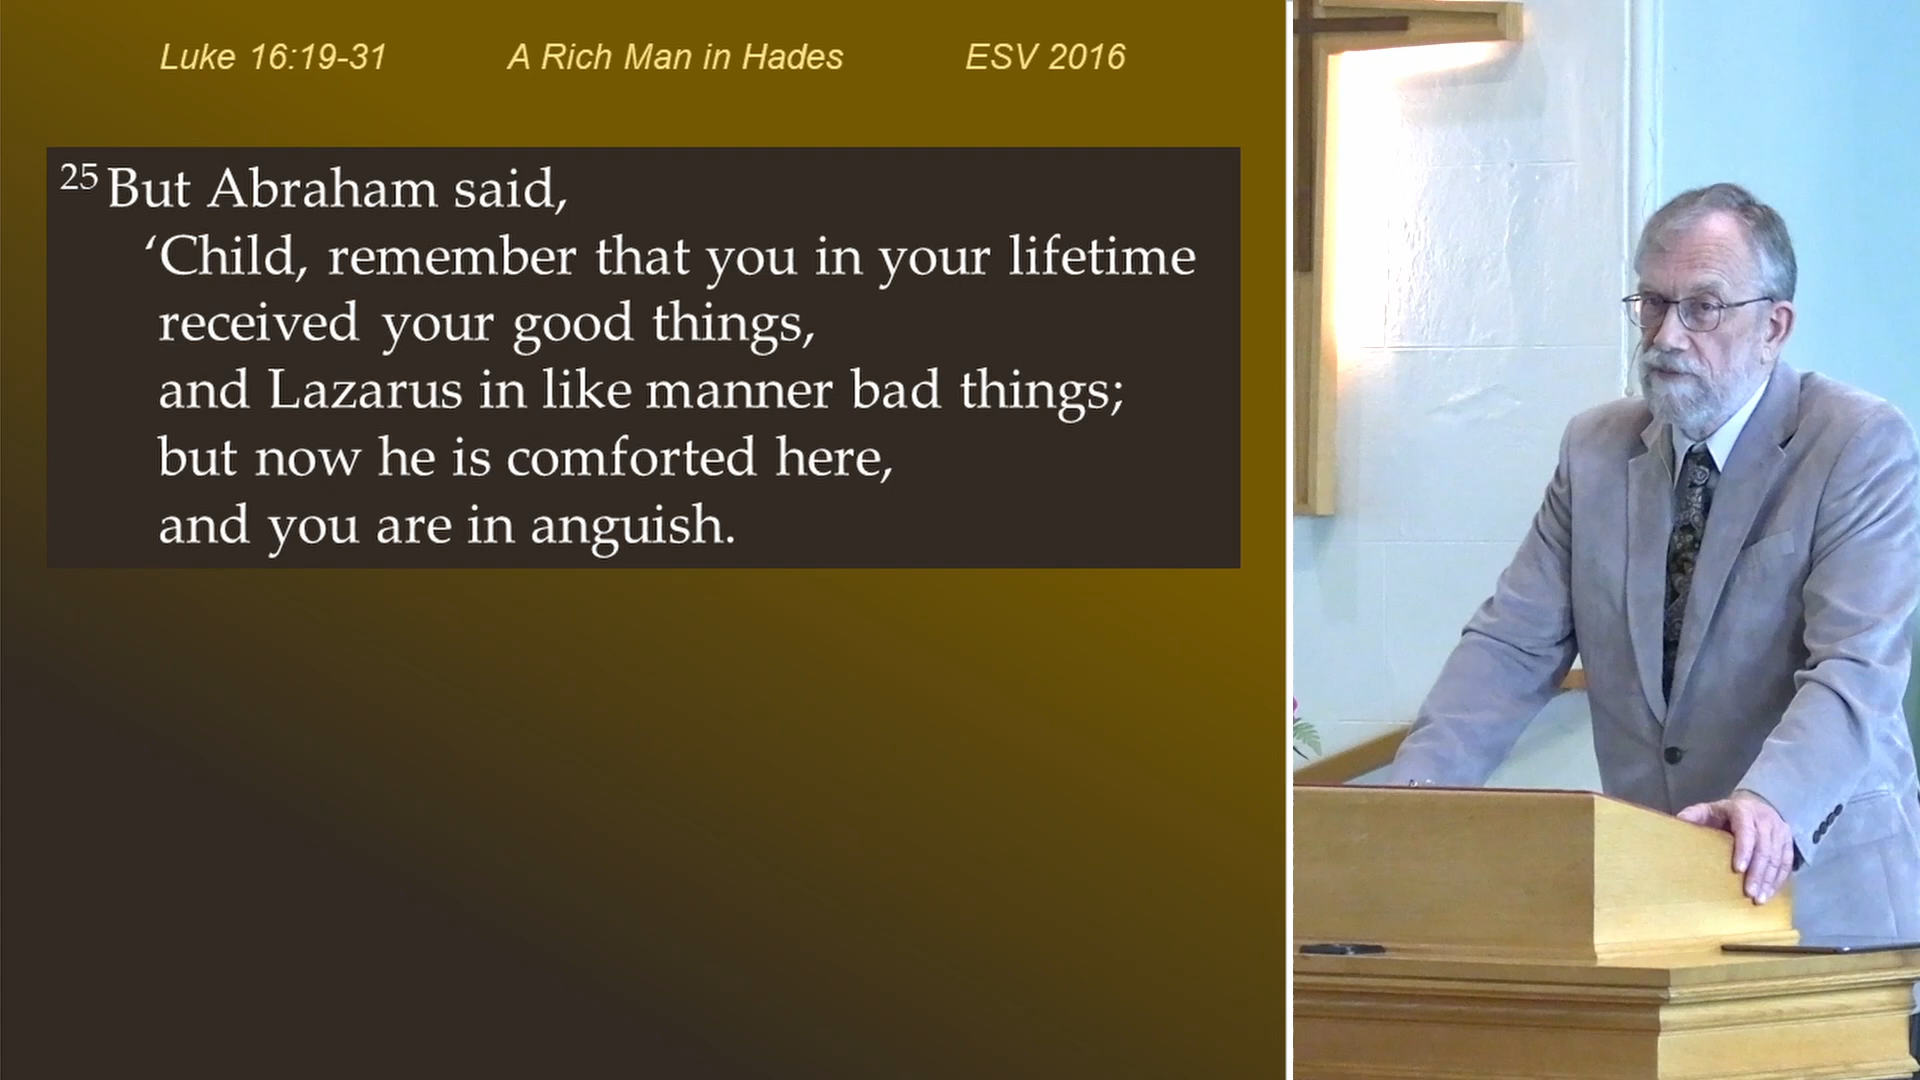 Luke 16:19-31 A Rich Man in Hades ESV 2016
25 But Abraham said,
‘Child, remember that you in your lifetime
received your good things,
and Lazarus in like manner bad things;
but now he is comforted here,
and you are in anguish.